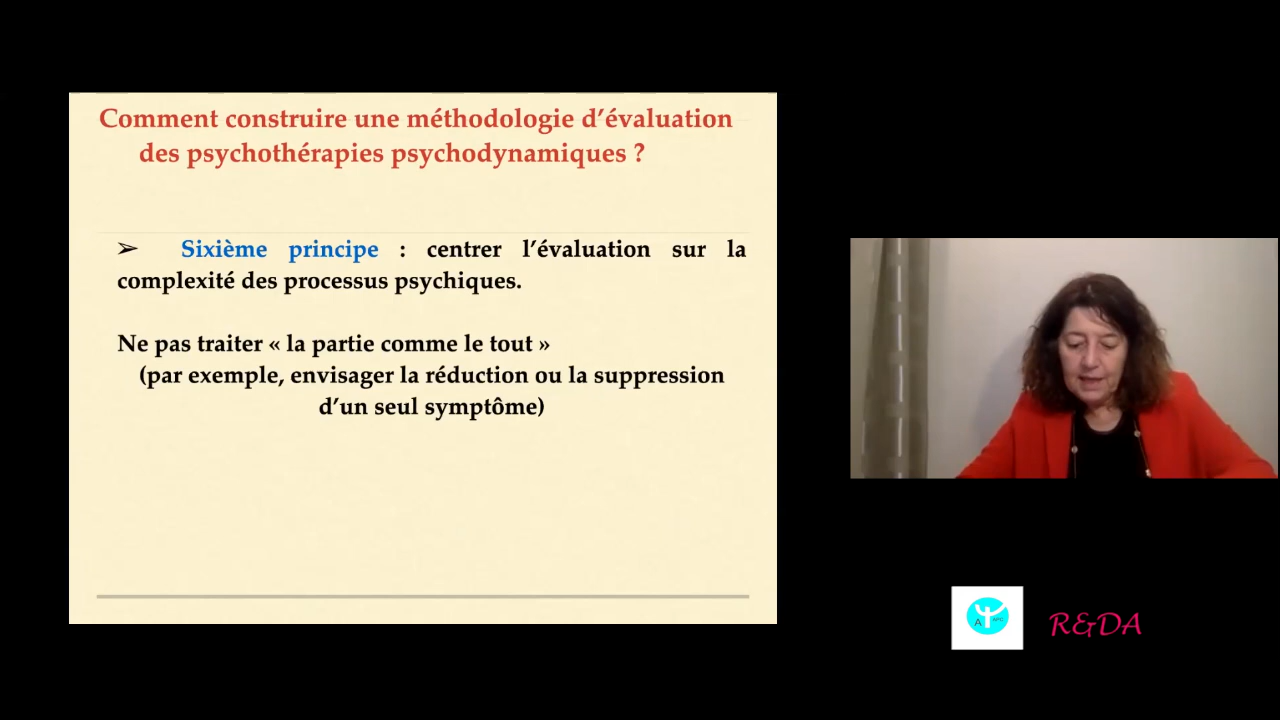 Comment construire une méthodologie d’évaluation
des psychothérapies psychodynamiques ?
➢ Sixième principe : centrer l’évaluation sur la
complexité des processus psychiques.
Ne pas traiter « la partie comme le tout »
(par exemple, envisager la réduction ou la suppression
d’un seul symptôme)
R&DA